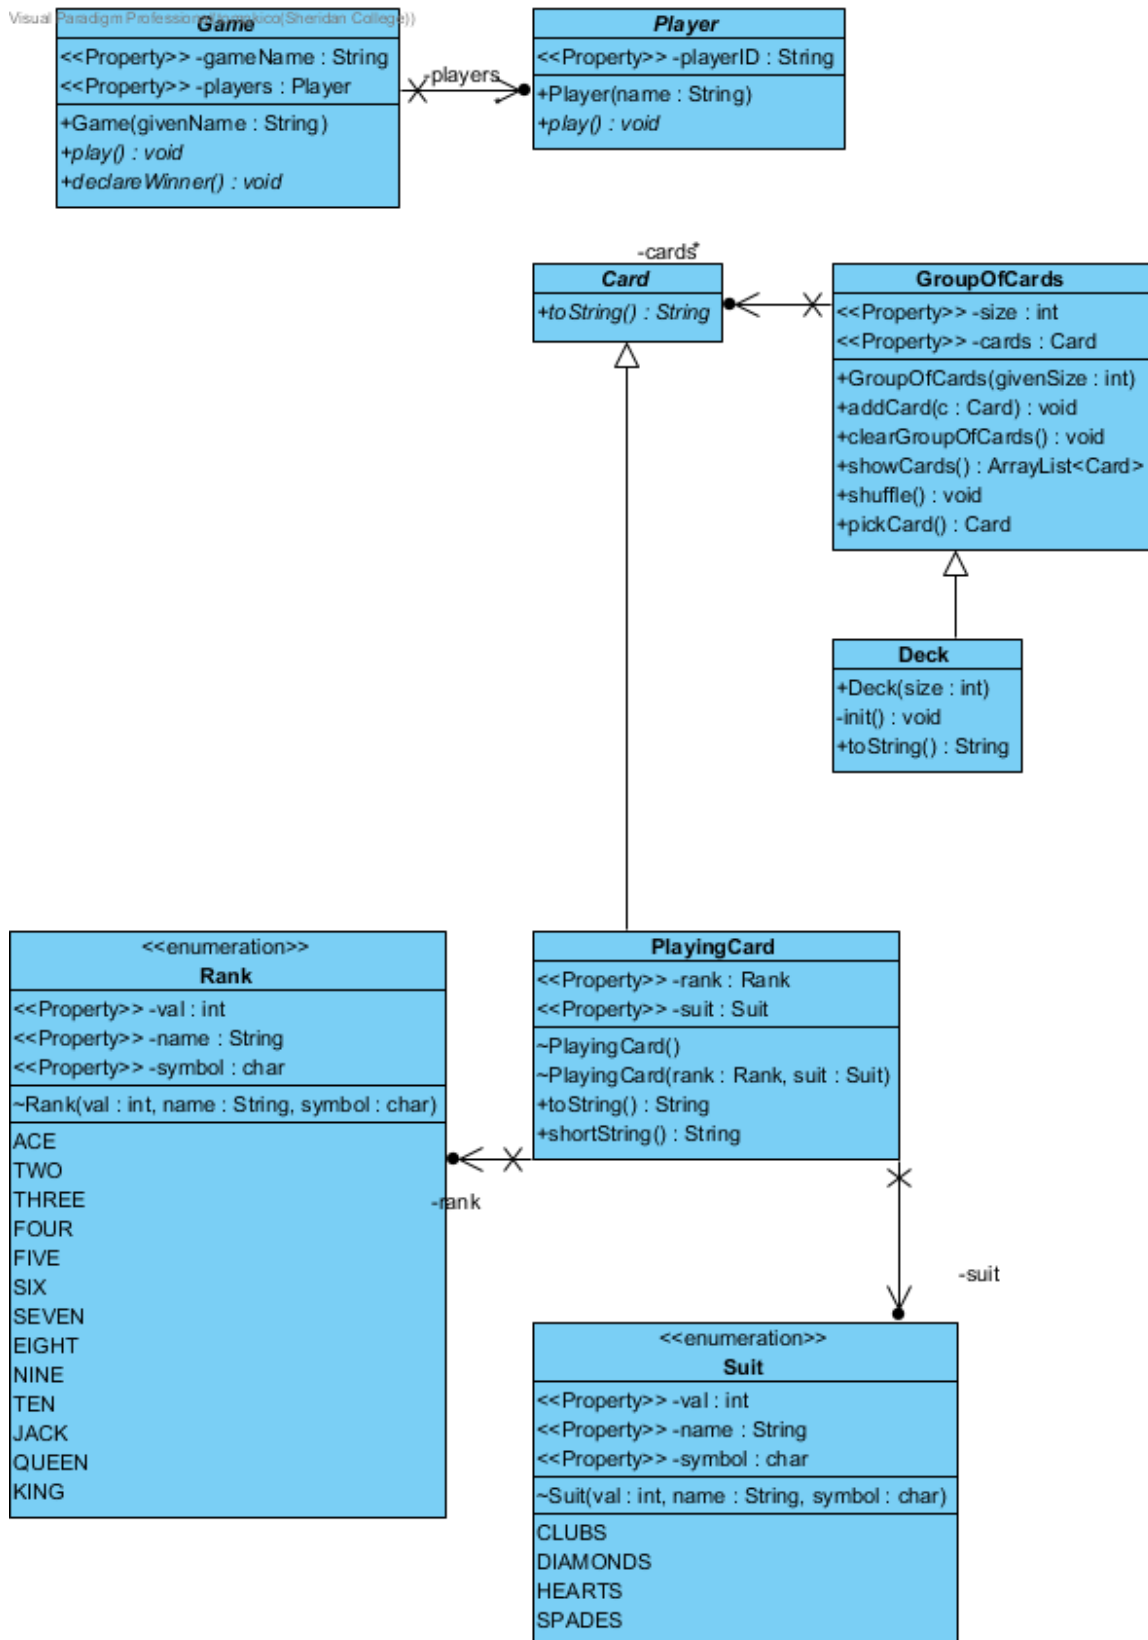 Visual Paradigm Professional (Sheridan College))
Game
<<Property>> -gameName : String
<<Property>> -players : Player
+Game(givenName : String)
+play() : void
+declareWinner() : void
-players
*
Player
<<Property>> -playerID : String
+Player(name : String)
+play() : void
-cards
*
Card
+toString() : String
GroupOfCards
<<Property>> -size : int
<<Property>> -cards : Card
+GroupOfCards(givenSize : int)
+addCard(c : Card) : void
+clearGroupOfCards() : void
+showCards() : ArrayList<Card>
+shuffle() : void
+pickCard() : Card
Deck
+Deck(size : int)
-init() : void
+toString() : String
<<enumeration>>
Rank
<<Property>> -val : int
<<Property>> -name : String
<<Property>> -symbol : char
~Rank(val : int, name : String, symbol : char)
ACE
TWO
THREE
FOUR
FIVE
SIX
SEVEN
EIGHT
NINE
TEN
JACK
QUEEN
KING
-rank
PlayingCard
<<Property>> -rank : Rank
<<Property>> -suit : Suit
~PlayingCard()
~PlayingCard(rank : Rank, suit : Suit)
+toString() : String
+shortString() : String
-suit
<<enumeration>>
Suit
<<Property>> -val : int
<<Property>> -name : String
<<Property>> -symbol : char
~Suit(val : int, name : String, symbol : char)
CLUBS
DIAMONDS
HEARTS
SPADES